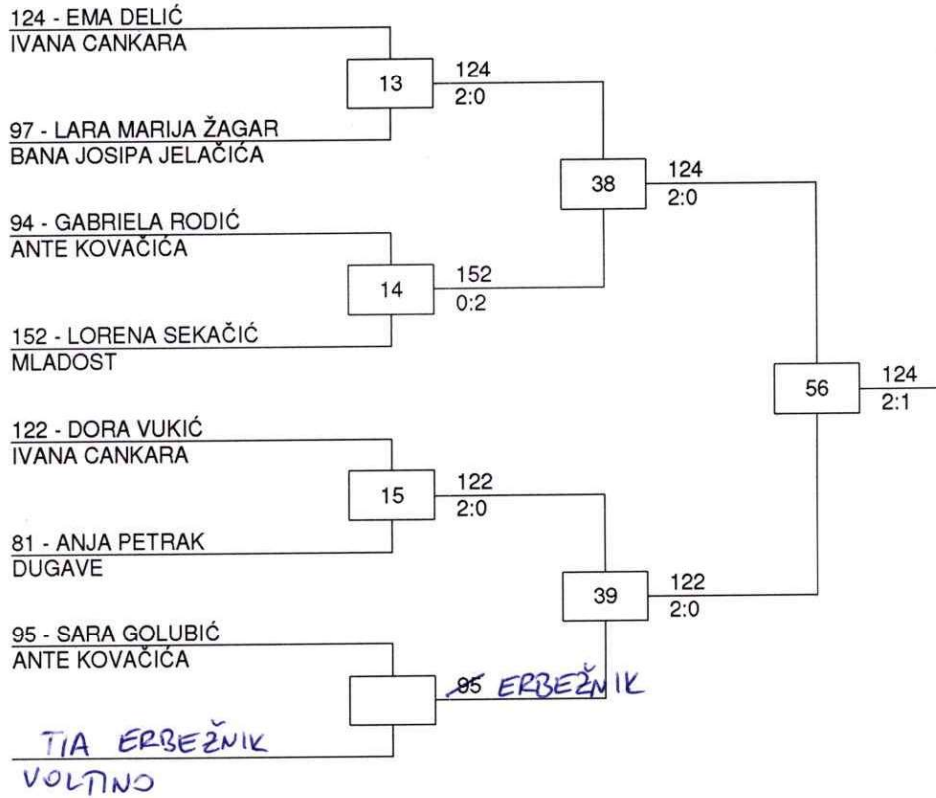 124 - EMA DELIĆ
IVANA CANKARA
13
124
2:0
97 - LARA MARIJA ŽAGAR
BANA JOSIPA JELAČIĆA
38
124
2:0
94 - GABRIELA RODIĆ
ANTE KOVAČIĆA
14
152
0:2
152 - LORENA SEKAČIĆ
MLADOST
56
124
2:1
122 - DORA VUKIĆ
IVANA CANKARA
15
122
2:0
81 - ANJA PETRAK
DUGAVE
39
122
2:0
95 - SARA GOLUBIĆ
ANTE KOVAČIĆA
95 ERBEŽNIK
TIA ERBEŽNIK
VOLTINO